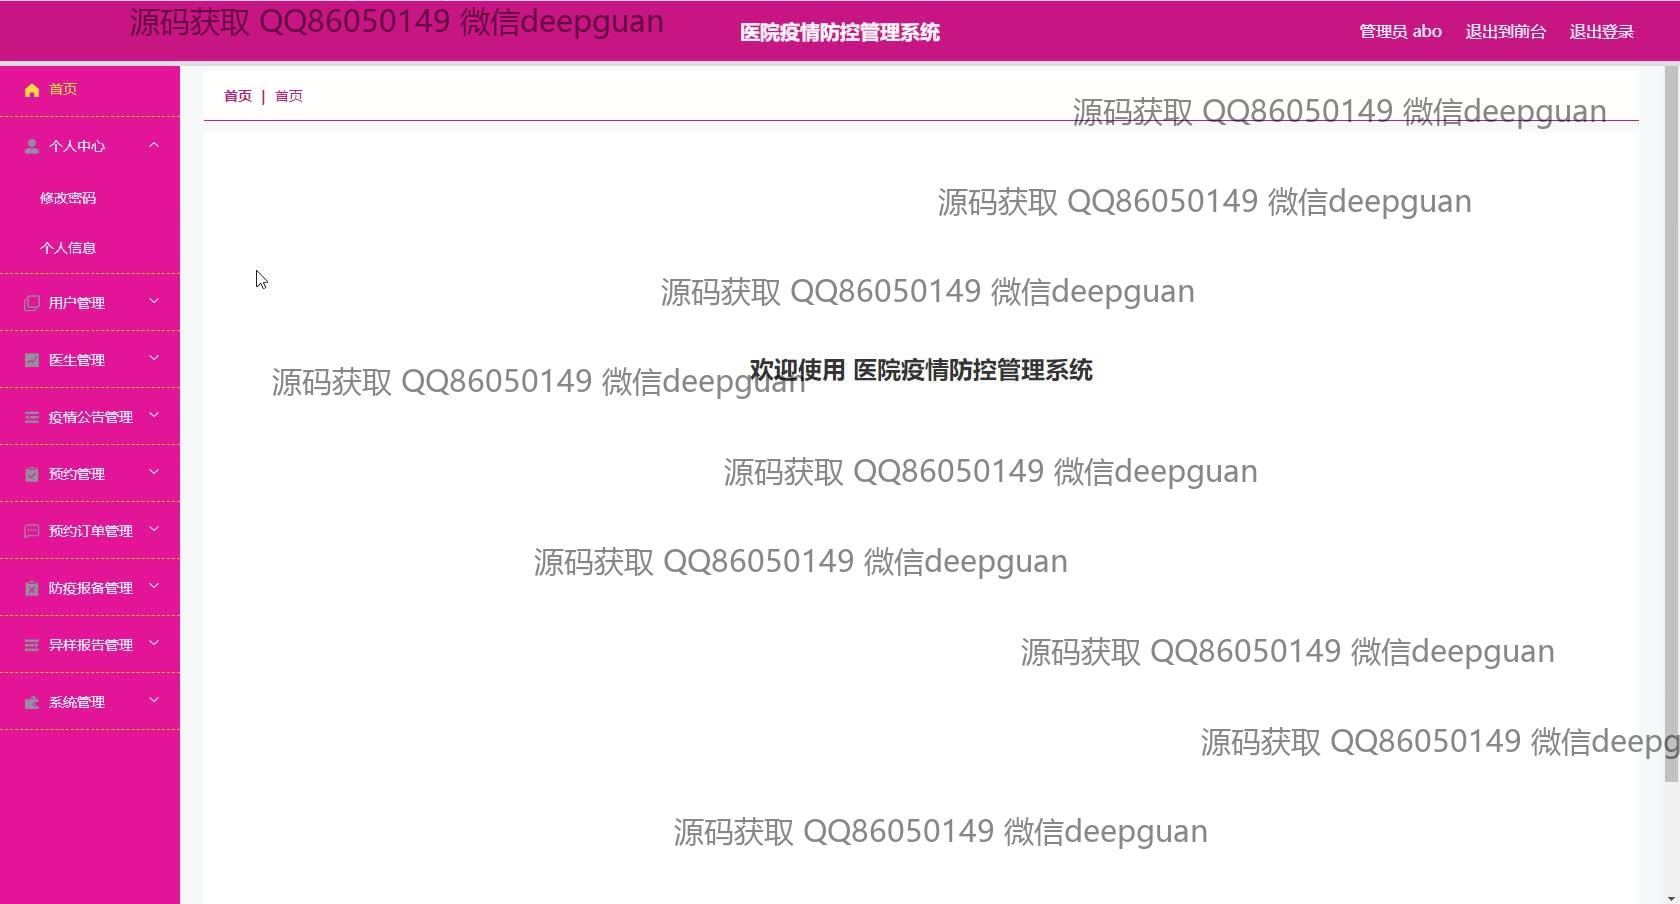 源码获取 QQ86050149 微信deepguan
医院疫情防控管理系统
管理员 abo 退出到前台 退出登录
首页
首页 | 首页
源码获取 QQ86050149 微信deepguan
个人中心
修改密码
源码获取 QQ86050149 微信deepguan
个人信息
源码获取 QQ86050149 微信deepguan
用户管理
医生管理
欢迎使用 医院疫情防控管理系统
源码获取 QQ86050149 微信deepguan
疫情公告管理
预约管理
源码获取 QQ86050149 微信deepguan
预约订单管理
源码获取 QQ86050149 微信deepguan
防疫报备管理
异样报告管理
源码获取 QQ86050149 微信deepguan
系统管理
源码获取 QQ86050149 微信deepg
源码获取 QQ86050149 微信deepguan